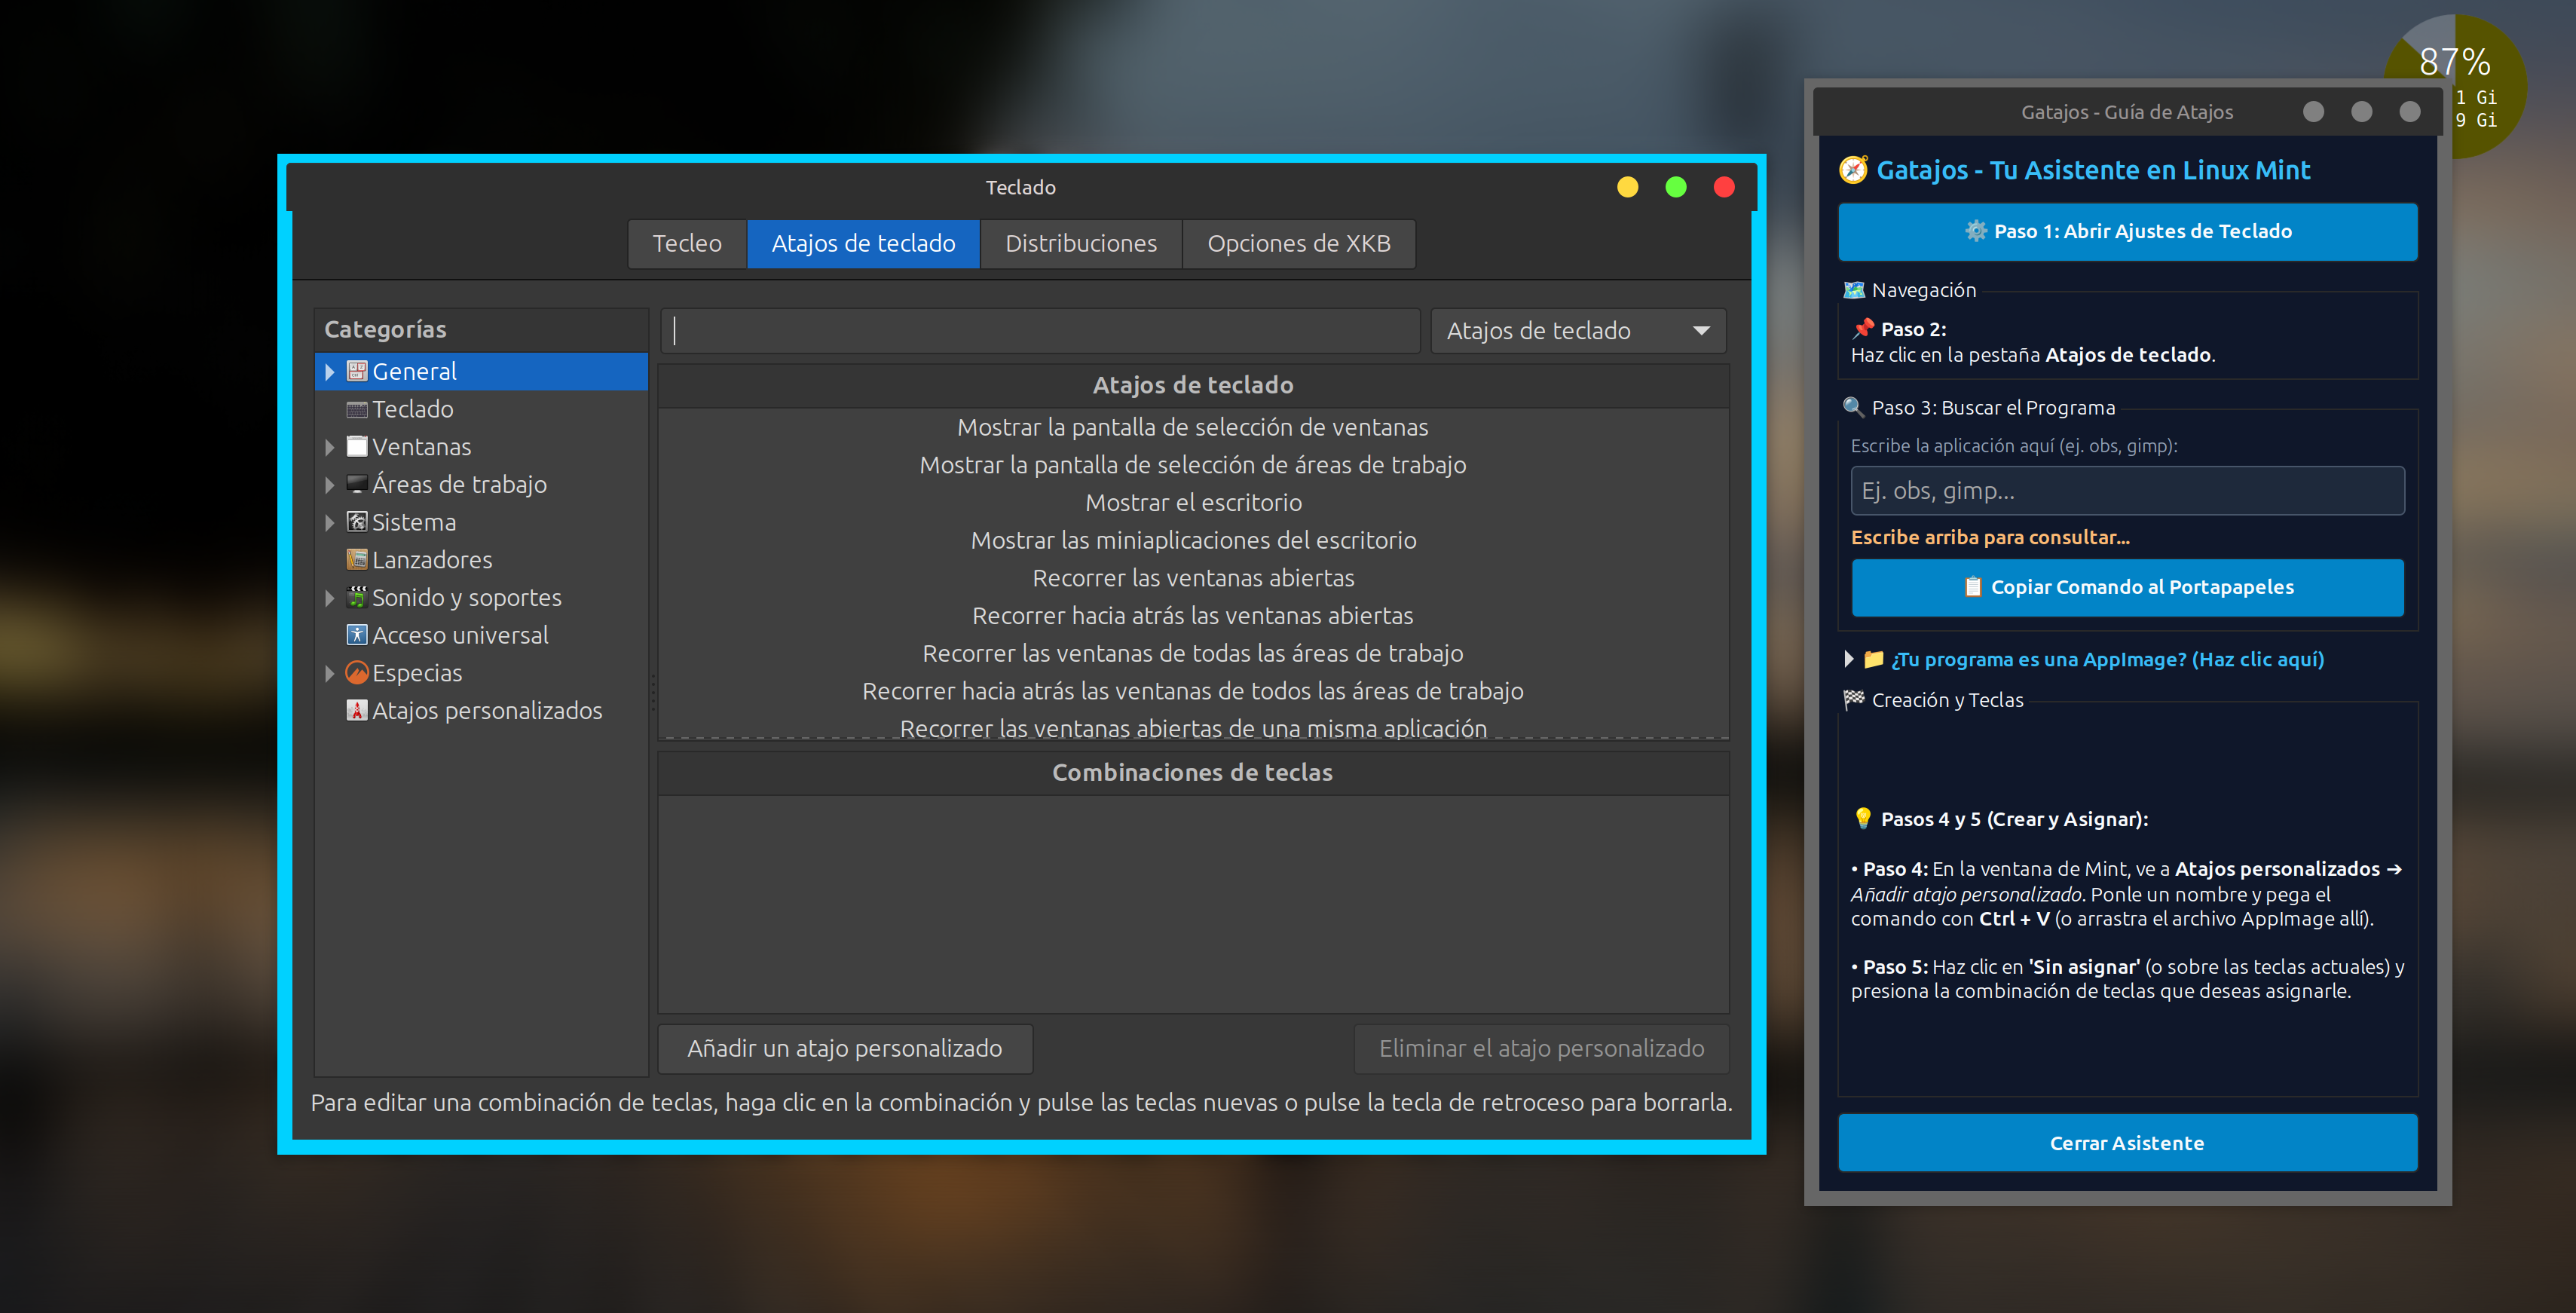 87%
1 Gi
9 Gi
Teclado
Tecleo
Atajos de teclado
Distribuciones
Opciones de XKB
Categorías
General
Teclado
Ventanas
Áreas de trabajo
Sistema
Lanzadores
Sonido y soportes
Acceso universal
Especias
Atajos personalizados
Atajos de teclado
Atajos de teclado
Mostrar la pantalla de selección de ventanas
Mostrar la pantalla de selección de áreas de trabajo
Mostrar el escritorio
Mostrar las miniaplicaciones del escritorio
Recorrer las ventanas abiertas
Recorrer hacia atrás las ventanas abiertas
Recorrer las ventanas de todas las áreas de trabajo
Recorrer hacia atrás las ventanas de todos las áreas de trabajo
Recorrer las ventanas abiertas de una misma aplicación
Combinaciones de teclas
Añadir un atajo personalizado
Eliminar el atajo personalizado
Para editar una combinación de teclas, haga clic en la combinación y pulse las teclas nuevas o pulse la tecla de retroceso para borrarla.
Gatajos - Guía de Atajos
🧭 Gatajos - Tu Asistente en Linux Mint
⚙️ Paso 1: Abrir Ajustes de Teclado
🗺️ Navegación
📌 Paso 2:
Haz clic en la pestaña Atajos de teclado.
🔍 Paso 3: Buscar el Programa
Escribe la aplicación aquí (ej. obs, gimp):
Ej. obs, gimp...
Escribe arriba para consultar...
📋 Copiar Comando al Portapapeles
📁 ¿Tu programa es una AppImage? (Haz clic aquí)
🏁 Creación y Teclas
💡 Pasos 4 y 5 (Crear y Asignar):
• Paso 4: En la ventana de Mint, ve a Atajos personalizados ➔
Añadir atajo personalizado. Ponle un nombre y pega el
comando con Ctrl + V (o arrastra el archivo AppImage allí).
• Paso 5: Haz clic en 'Sin asignar' (o sobre las teclas actuales) y
presiona la combinación de teclas que deseas asignarle.
Cerrar Asistente